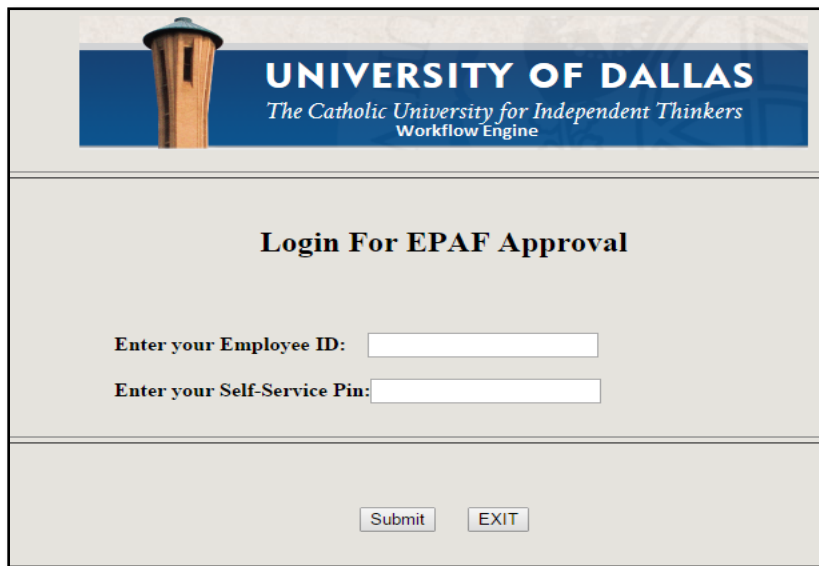 UNIVERSITY OF DALLAS
The Catholic University for Independent Thinkers
Workflow Engine
Login For EPAF Approval
Enter your Employee ID:
Enter your Self-Service Pin:
Submit EXIT